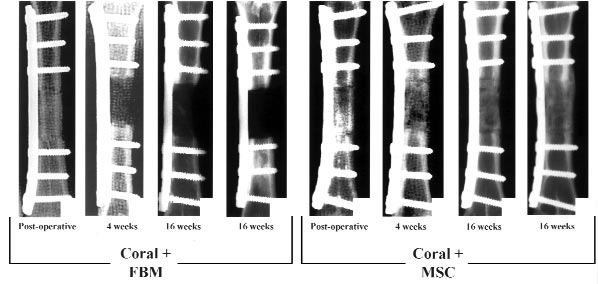 Post-operative 4 weeks 16 weeks 16 weeks Post-operative 4 weeks 16 weeks 16 weeks
Coral + Coral +
FBM MSC